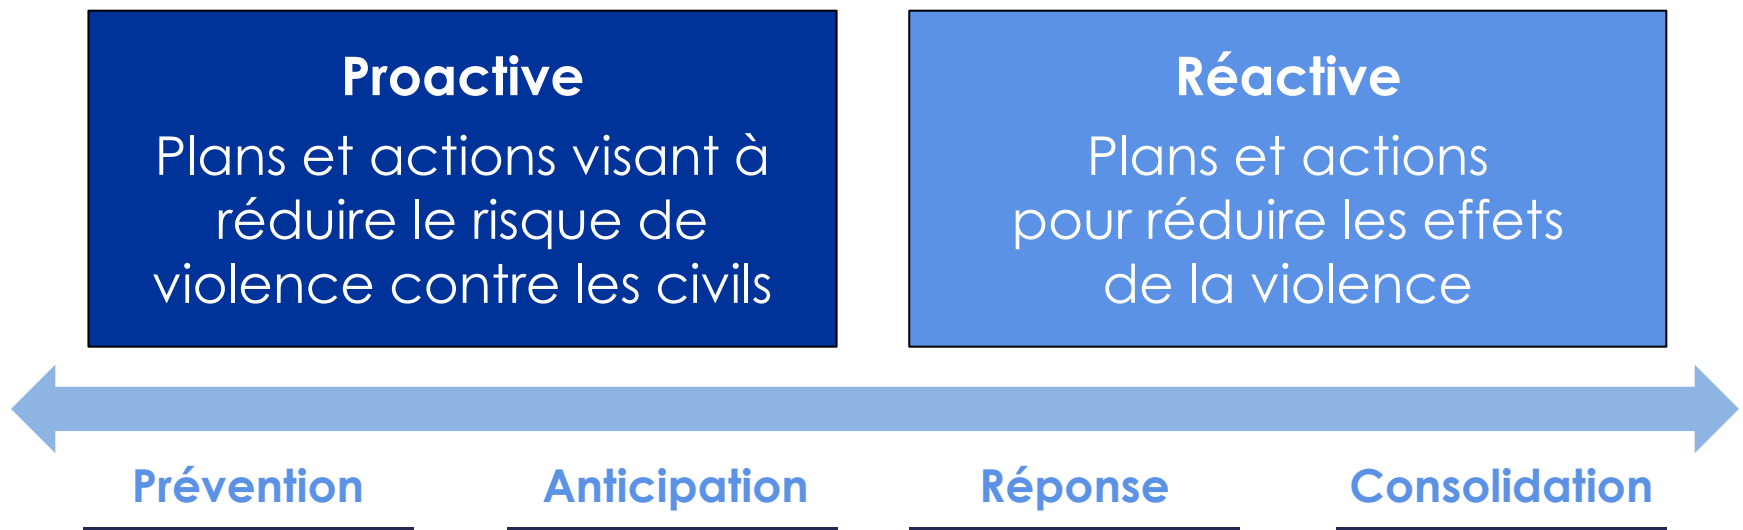 Proactive
Plans et actions visant à
réduire le risque de
violence contre les civils
Réactive
Plans et actions
pour réduire les effets
de la violence
Prévention
Anticipation
Réponse
Consolidation